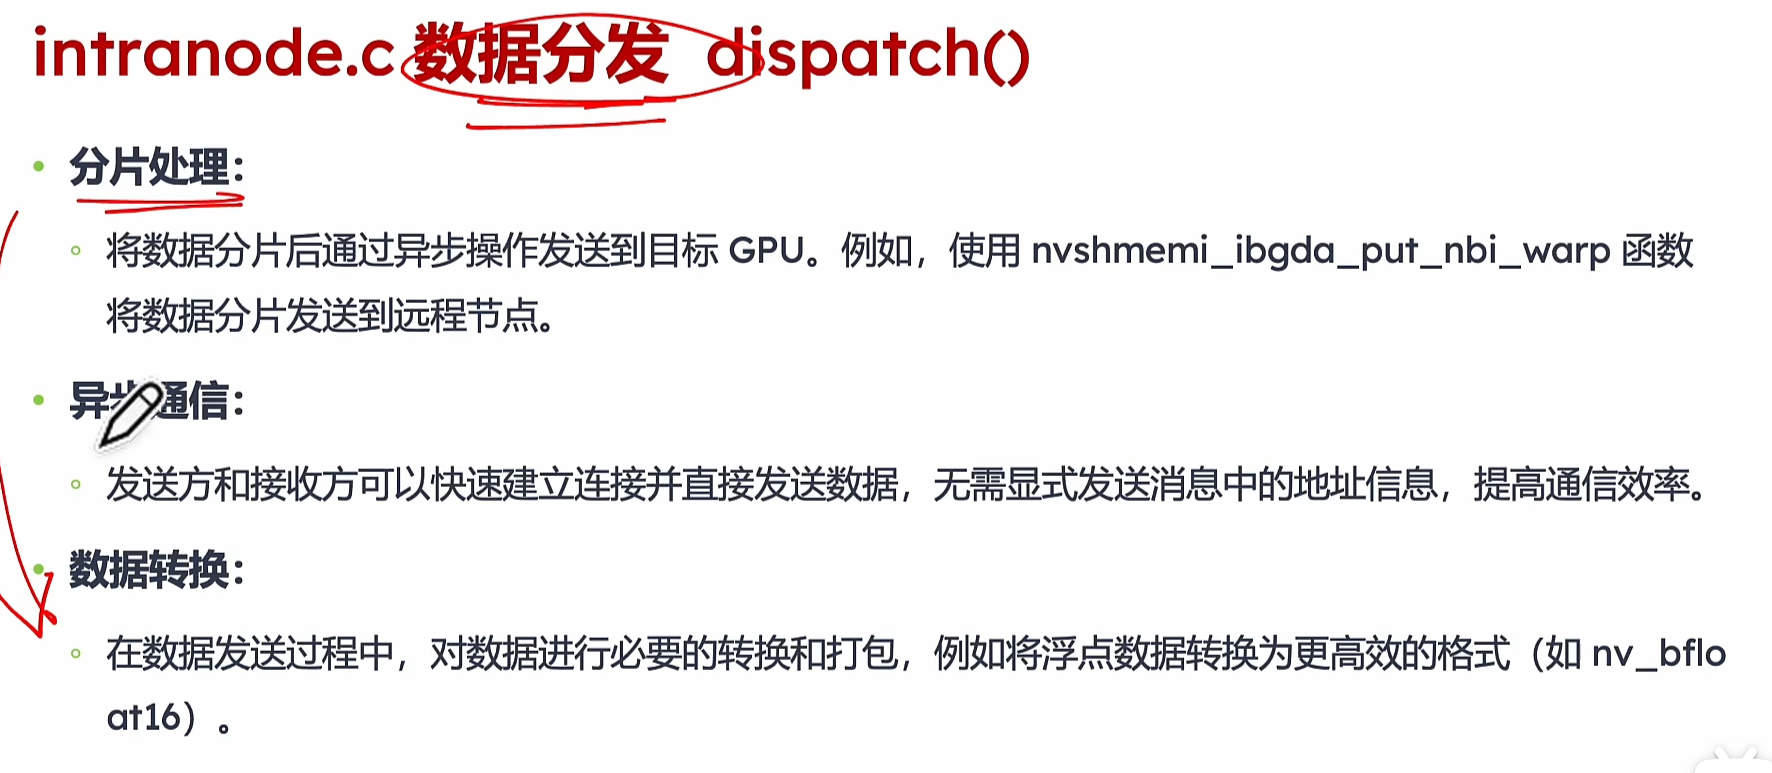 intranode.c 数据分发 dispatch()
• 分片处理：
◦ 将数据分片后通过异步操作发送到目标 GPU。例如，使用 nvshmemi_ibgda_put_nbi_warp 函数
将数据分片发送到远程节点。
• 异步通信：
◦ 发送方和接收方可以快速建立连接并直接发送数据，无需显式发送消息中的地址信息，提高通信效率。
• 数据转换：
◦ 在数据发送过程中，对数据进行必要的转换和打包，例如将浮点数据转换为更高效的格式（如 nv_bflo
at16）。